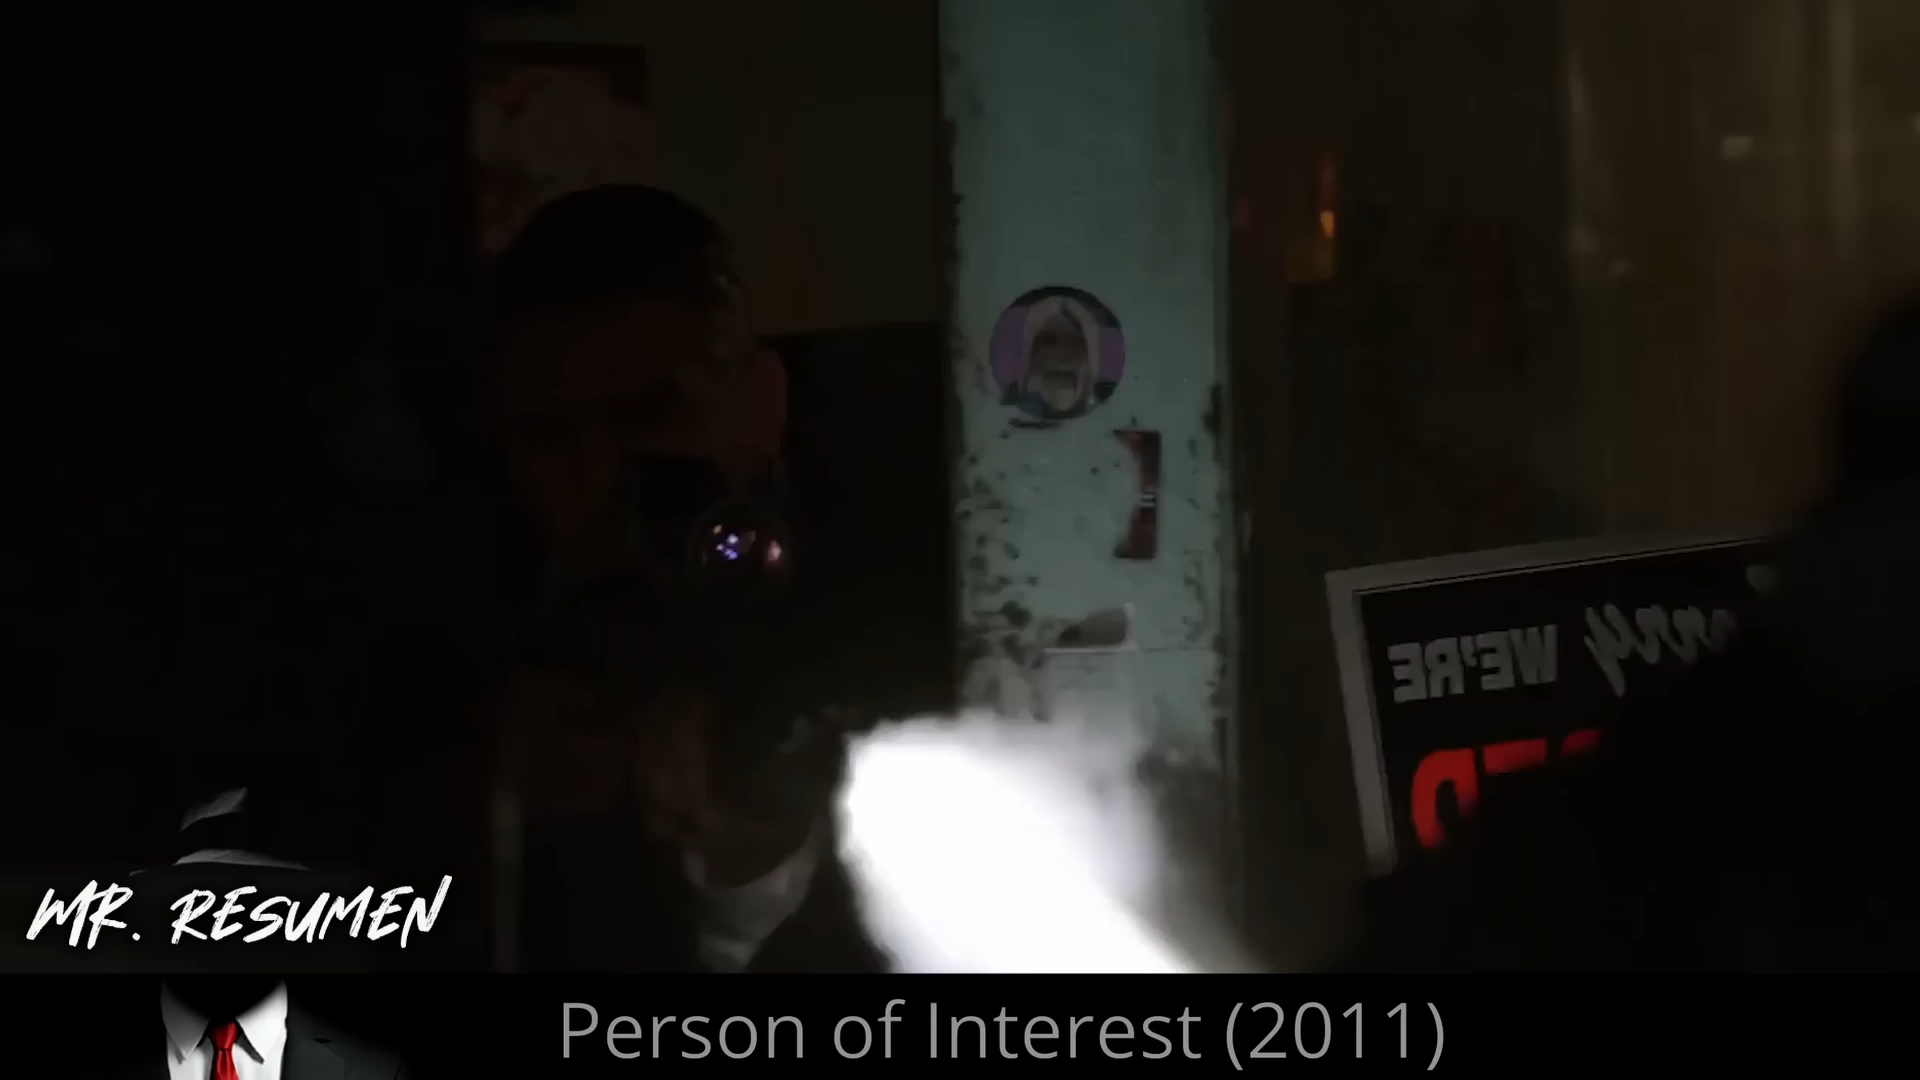 WE'RE
MR. RESUMEN
Person of Interest (2011)